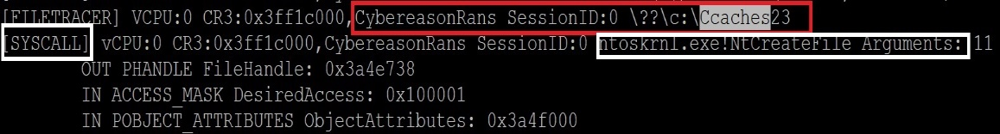 [FILETRACER] VCPU:0 CR3:0x3ff1c000,CybereasonRans SessionID:0 \??\c:\Ccaches23
[SYSCALL] vCPU:0 CR3:0x3ff1c000,CybereasonRans SessionID:0 ntoskrnl.exe!NtCreateFile Arguments: 11
OUT PHANDLE FileHandle: 0x3a4e738
IN ACCESS_MASK DesiredAccess: 0x100001
IN POBJECT_ATTRIBUTES ObjectAttributes: 0x3a4f000